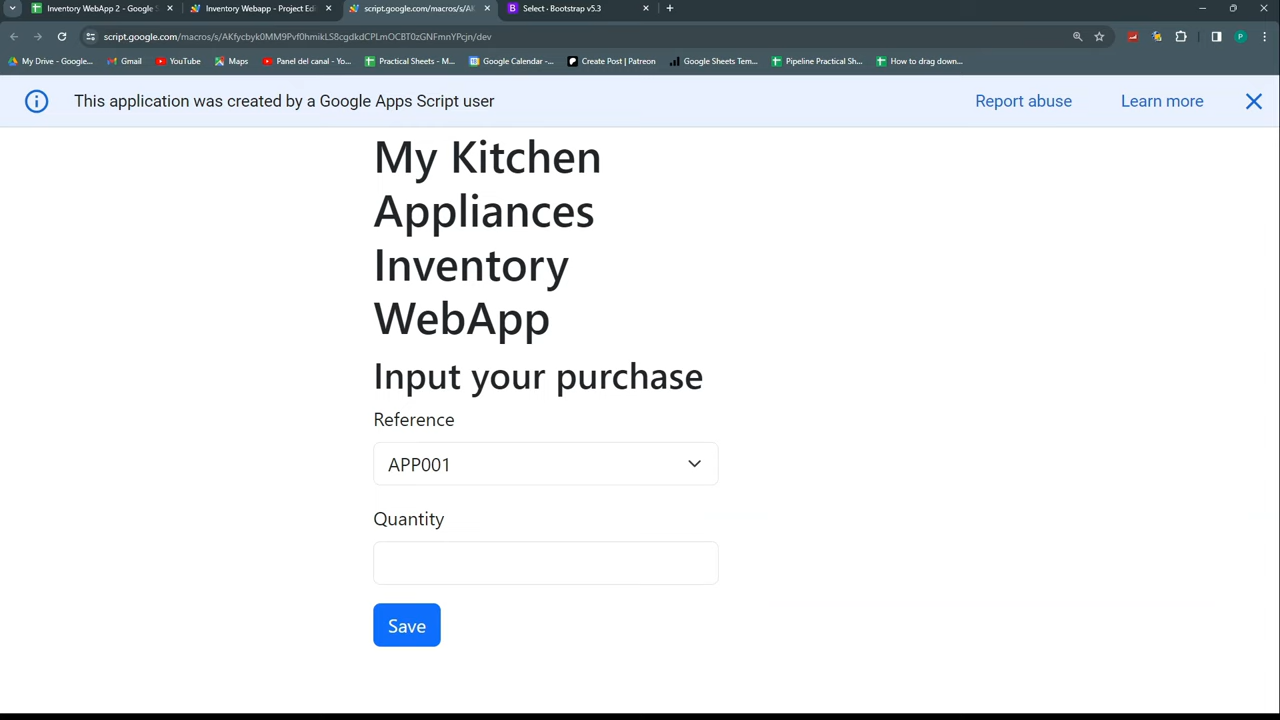 Inventory WebApp 2 - Google S
Inventory Webapp - Project Edi
script.google.com/macros/s/A
Select · Bootstrap v5.3
script.google.com/macros/s/AKfycbyk0MM9Pvf0hmikLS8cgdkdCPLmOCBT0zGNFmnYPcjn/dev
My Drive - Google...
Gmail
YouTube
Maps
Panel del canal - Yo...
Practical Sheets - M...
Google Calendar -...
Create Post | Patreon
Google Sheets Tem...
Pipeline Practical Sh...
How to drag down...
This application was created by a Google Apps Script user
Report abuse
Learn more
My Kitchen
Appliances
Inventory
WebApp
Input your purchase
Reference
APP001
Quantity
Save